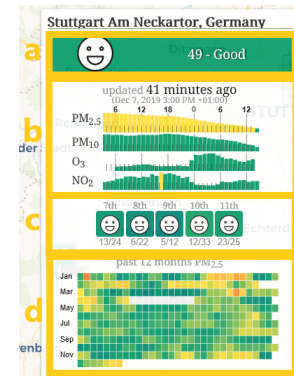 Stuttgart Am Neckartor, Germany
a
49 - Good
updated 41 minutes ago
(Dec 7, 2019 3:00 PM +01:00)
6 12 18 6 12
b
PM2.5
PM10
O3
NO2
c
7th 8th 9th 10th 11th
13/24 6/22 5/12 12/33 23/25
past 12 months PM2.5
d
Jan
Mar
May
Jul
Sep
Nov